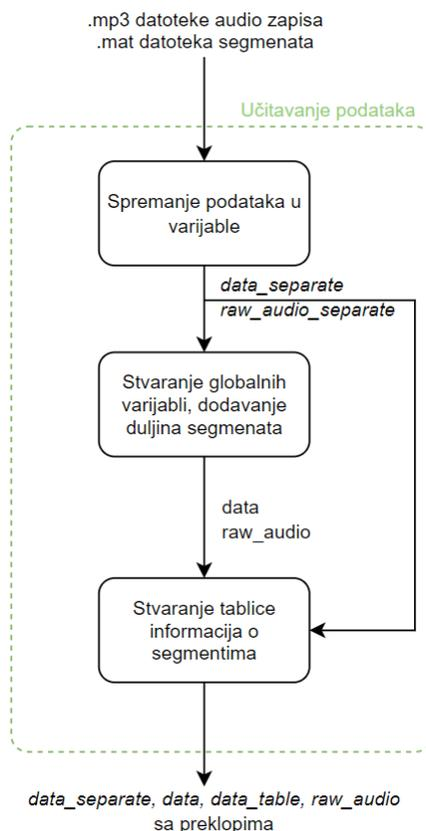 .mp3 datoteke audio zapisa
.mat datoteka segmenata
Učitavanje podataka
Spremanje podataka u
varijable
data_separate
raw_audio_separate
Stvaranje globalnih
varijabli, dodavanje
duljina segmenata
data
raw_audio
Stvaranje tablice
informacija o
segmentima
data_separate, data, data_table, raw_audio
sa preklopima